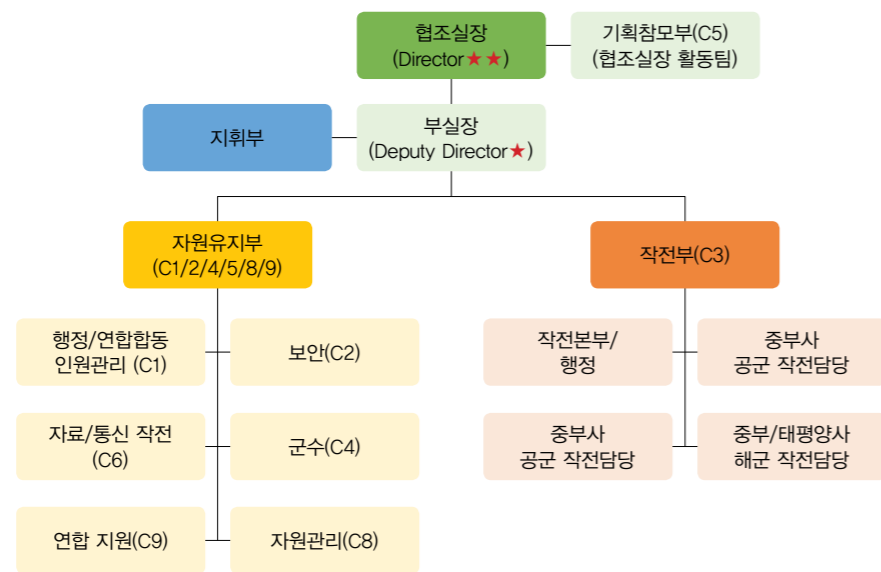 협조실장
(Director★★)
기획참모부(C5)
(협조실장 활동팀)
지휘부
부실장
(Deputy Director★)
자원유지부
(C1/2/4/5/8/9)
작전부(C3)
행정/연합합동
인원관리 (C1)
보안(C2)
작전본부/
행정
중부사
공군 작전담당
자료/통신 작전
(C6)
군수(C4)
중부사
공군 작전담당
중부/태평양사
해군 작전담당
연합 지원(C9)
자원관리(C8)